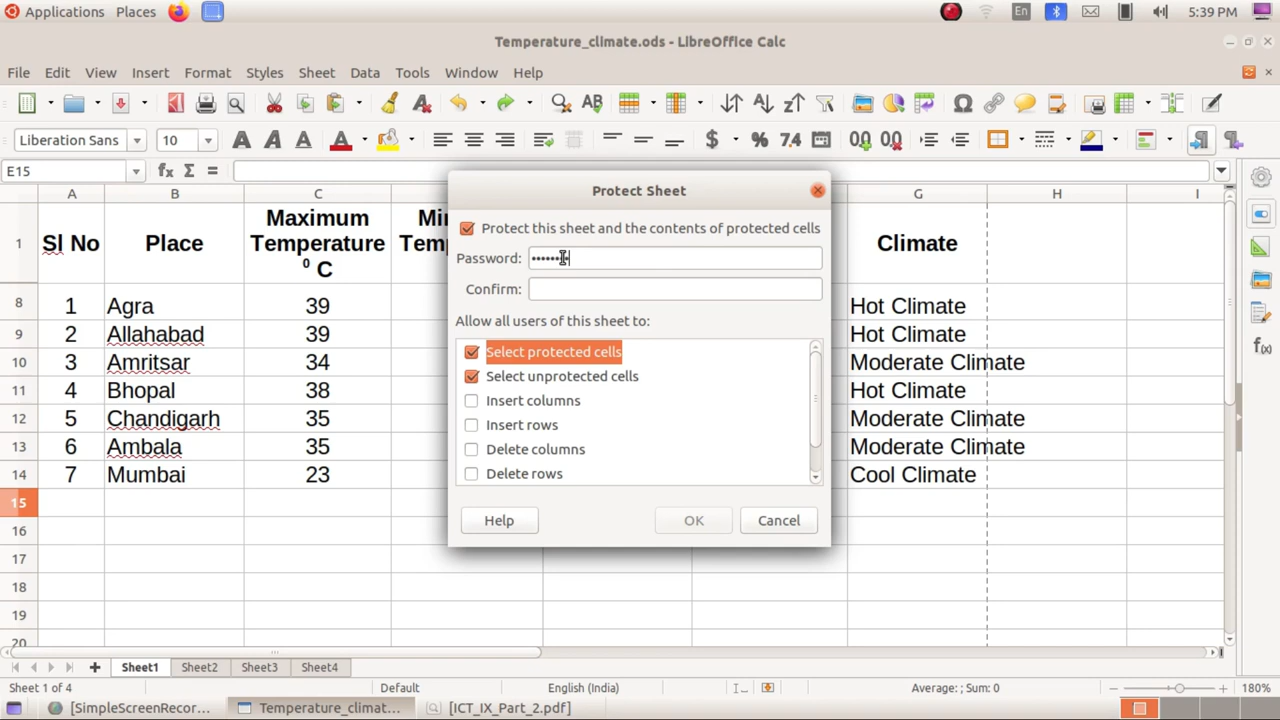 Applications Places En 5:39 PM
Temperature_climate.ods - LibreOffice Calc
File Edit View Insert Format Styles Sheet Data Tools Window Help
Liberation Sans 10 $ % 7.4
E15 fx Σ =
A B C G H I
1 Sl No Place Maximum Temperature ⁰ C Climate
8 1 Agra 39 Hot Climate
9 2 Allahabad 39 Hot Climate
10 3 Amritsar 34 Moderate Climate
11 4 Bhopal 38 Hot Climate
12 5 Chandigarh 35 Moderate Climate
13 6 Ambala 35 Moderate Climate
14 7 Mumbai 23 Cool Climate
15
16
17
18
19
20
Protect Sheet
Protect this sheet and the contents of protected cells
Password:
Confirm:
Allow all users of this sheet to:
Select protected cells
Select unprotected cells
Insert columns
Insert rows
Delete columns
Delete rows
Help OK Cancel
Sheet1 Sheet2 Sheet3 Sheet4
Sheet 1 of 4 Default English (India) Average: ; Sum: 0 180%
[SimpleScreenRecor... Temperature_climat... [ICT_IX_Part_2.pdf]